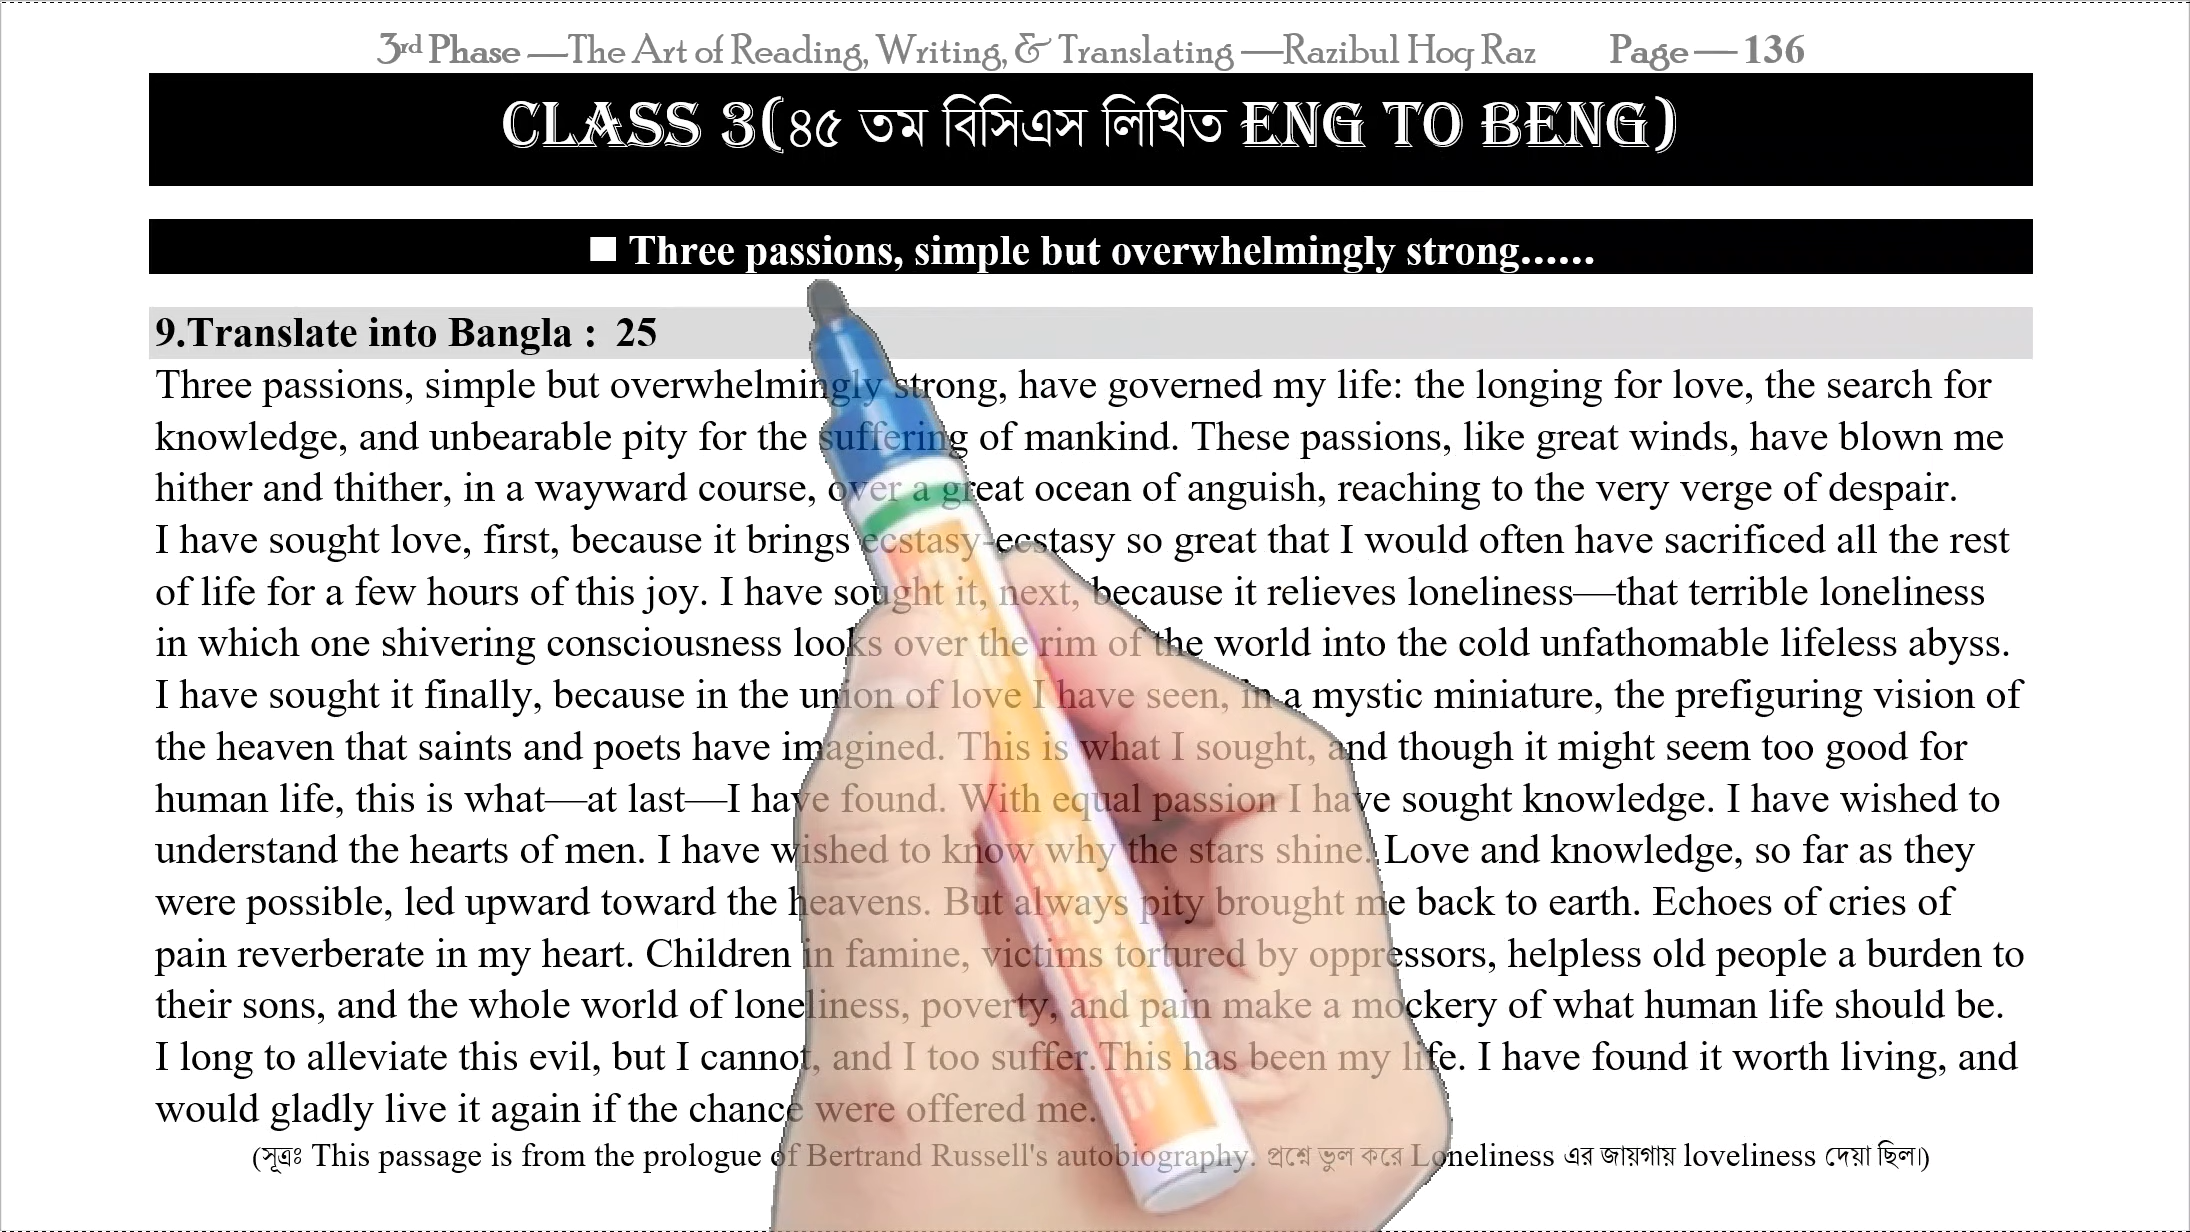 3rd Phase —The Art of Reading, Writing, & Translating —Razibul Hoq Raz Page — 136
CLASS 3(৪৫ তম বিসিএস লিখিত ENG TO BENG)
■ Three passions, simple but overwhelmingly strong......
9.Translate into Bangla : 25
Three passions, simple but overwhelmingly strong, have governed my life: the longing for love, the search for
knowledge, and unbearable pity for the suffering of mankind. These passions, like great winds, have blown me
hither and thither, in a wayward course, over a great ocean of anguish, reaching to the very verge of despair.
I have sought love, first, because it brings ecstasy-ecstasy so great that I would often have sacrificed all the rest
of life for a few hours of this joy. I have sought it, next, because it relieves loneliness—that terrible loneliness
in which one shivering consciousness looks over the rim of the world into the cold unfathomable lifeless abyss.
I have sought it finally, because in the union of love I have seen, in a mystic miniature, the prefiguring vision of
the heaven that saints and poets have imagined. This is what I sought, and though it might seem too good for
human life, this is what—at last—I have found. With equal passion I have sought knowledge. I have wished to
understand the hearts of men. I have wished to know why the stars shine. Love and knowledge, so far as they
were possible, led upward toward the heavens. But always pity brought me back to earth. Echoes of cries of
pain reverberate in my heart. Children in famine, victims tortured by oppressors, helpless old people a burden to
their sons, and the whole world of loneliness, poverty, and pain make a mockery of what human life should be.
I long to alleviate this evil, but I cannot, and I too suffer.This has been my life. I have found it worth living, and
would gladly live it again if the chance were offered me.
(সূত্রঃ This passage is from the prologue of Bertrand Russell's autobiography. প্রশ্নে ভুল করে Loneliness এর জায়গায় loveliness দেয়া ছিল।)